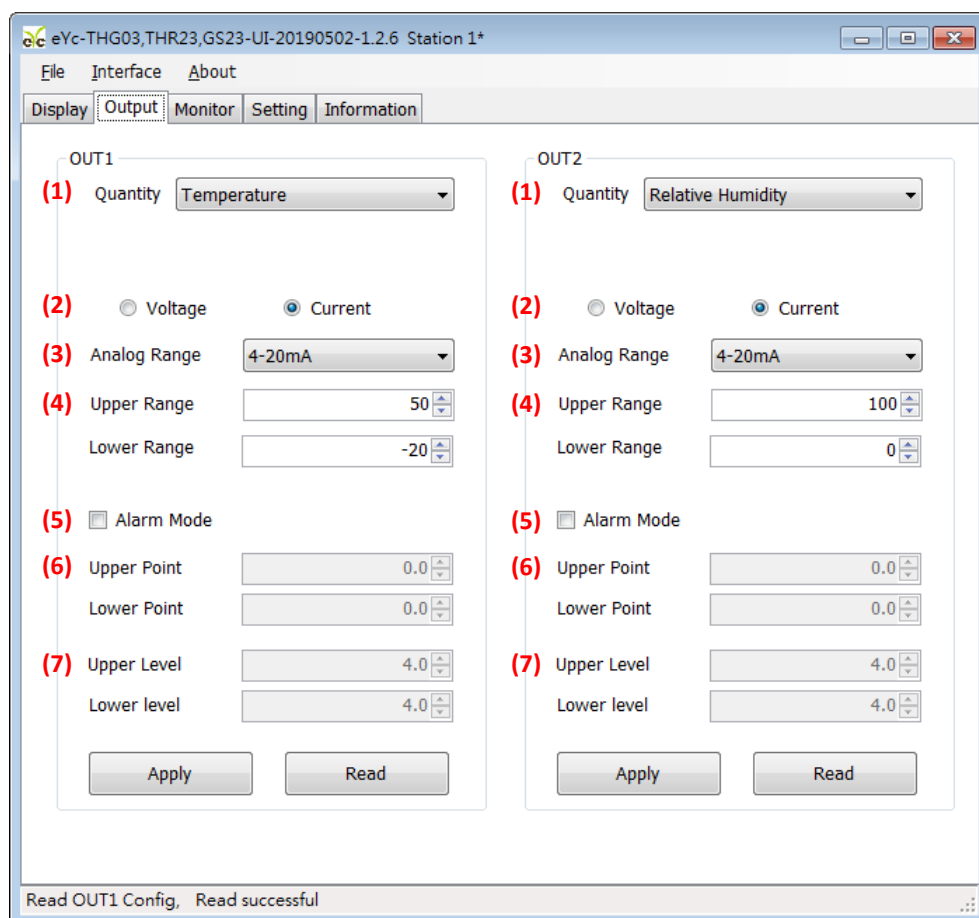 eYc eYc-THG03,THR23,GS23-UI-20190502-1.2.6 Station 1*
File Interface About
Display Output Monitor Setting Information
OUT1
(1) Quantity Temperature
(2) Voltage Current
(3) Analog Range 4-20mA
(4) Upper Range 50
Lower Range -20
(5) Alarm Mode
(6) Upper Point 0.0
Lower Point 0.0
(7) Upper Level 4.0
Lower level 4.0
Apply Read
OUT2
(1) Quantity Relative Humidity
(2) Voltage Current
(3) Analog Range 4-20mA
(4) Upper Range 100
Lower Range 0
(5) Alarm Mode
(6) Upper Point 0.0
Lower Point 0.0
(7) Upper Level 4.0
Lower level 4.0
Apply Read
Read OUT1 Config, Read successful